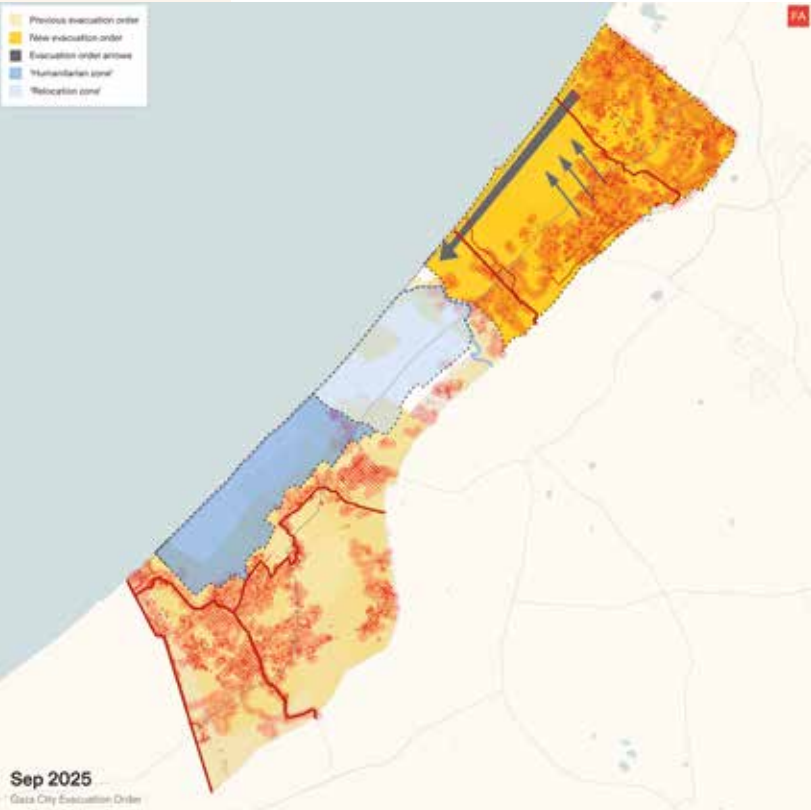 Previous evacuation order
New evacuation order
Evacuation order arrows
'Humanitarian zone'
'Relocation zone'
FA
Sep 2025
Gaza City Evacuation Order